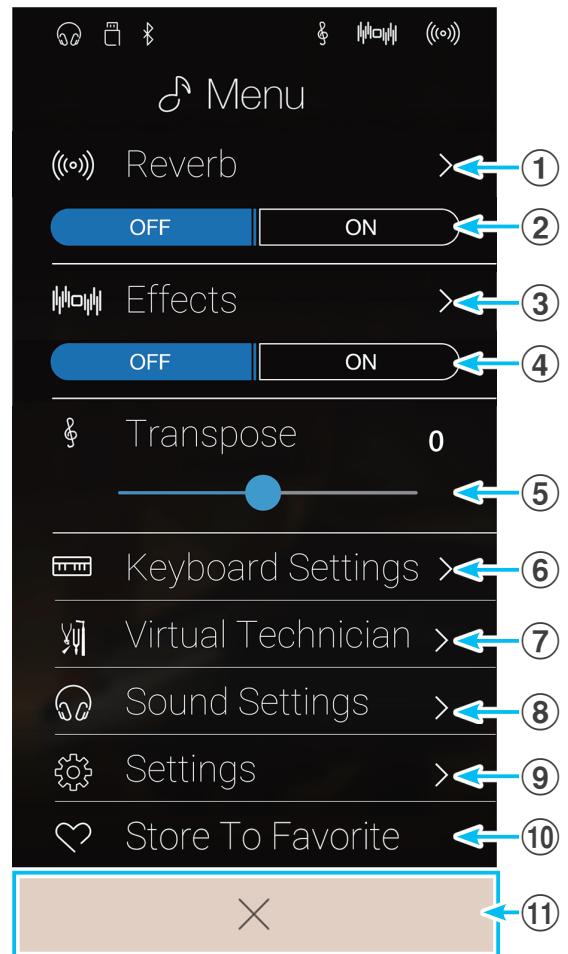 Menu
Reverb
①
OFF ON
②
Effects
③
OFF ON
④
Transpose 0
⑤
Keyboard Settings
⑥
Virtual Technician
⑦
Sound Settings
⑧
Settings
⑨
Store To Favorite
⑩
⑪